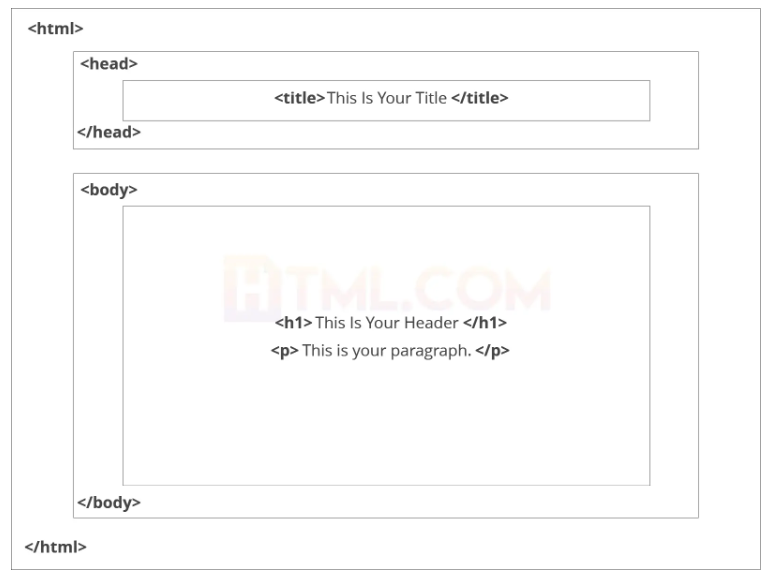 <html>
<head>
<title>This Is Your Title </title>
</head>
<body>
HTML.COM
<h1> This Is Your Header </h1>
<p> This is your paragraph. </p>
</body>
</html>